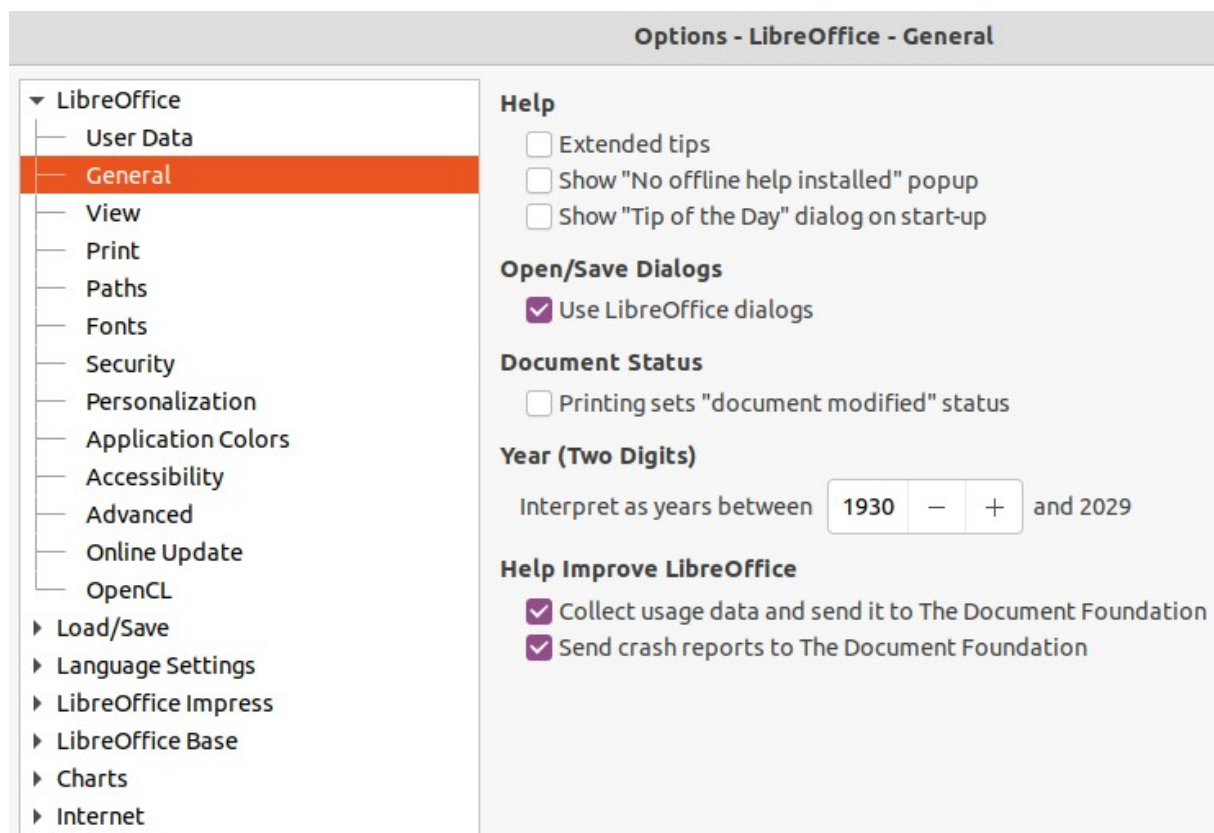 Options - LibreOffice - General
LibreOffice
User Data
General
View
Print
Paths
Fonts
Security
Personalization
Application Colors
Accessibility
Advanced
Online Update
OpenCL
Load/Save
Language Settings
LibreOffice Impress
LibreOffice Base
Charts
Internet
Help
Extended tips
Show "No offline help installed" popup
Show "Tip of the Day" dialog on start-up
Open/Save Dialogs
Use LibreOffice dialogs
Document Status
Printing sets "document modified" status
Year (Two Digits)
Interpret as years between 1930 − + and 2029
Help Improve LibreOffice
Collect usage data and send it to The Document Foundation
Send crash reports to The Document Foundation